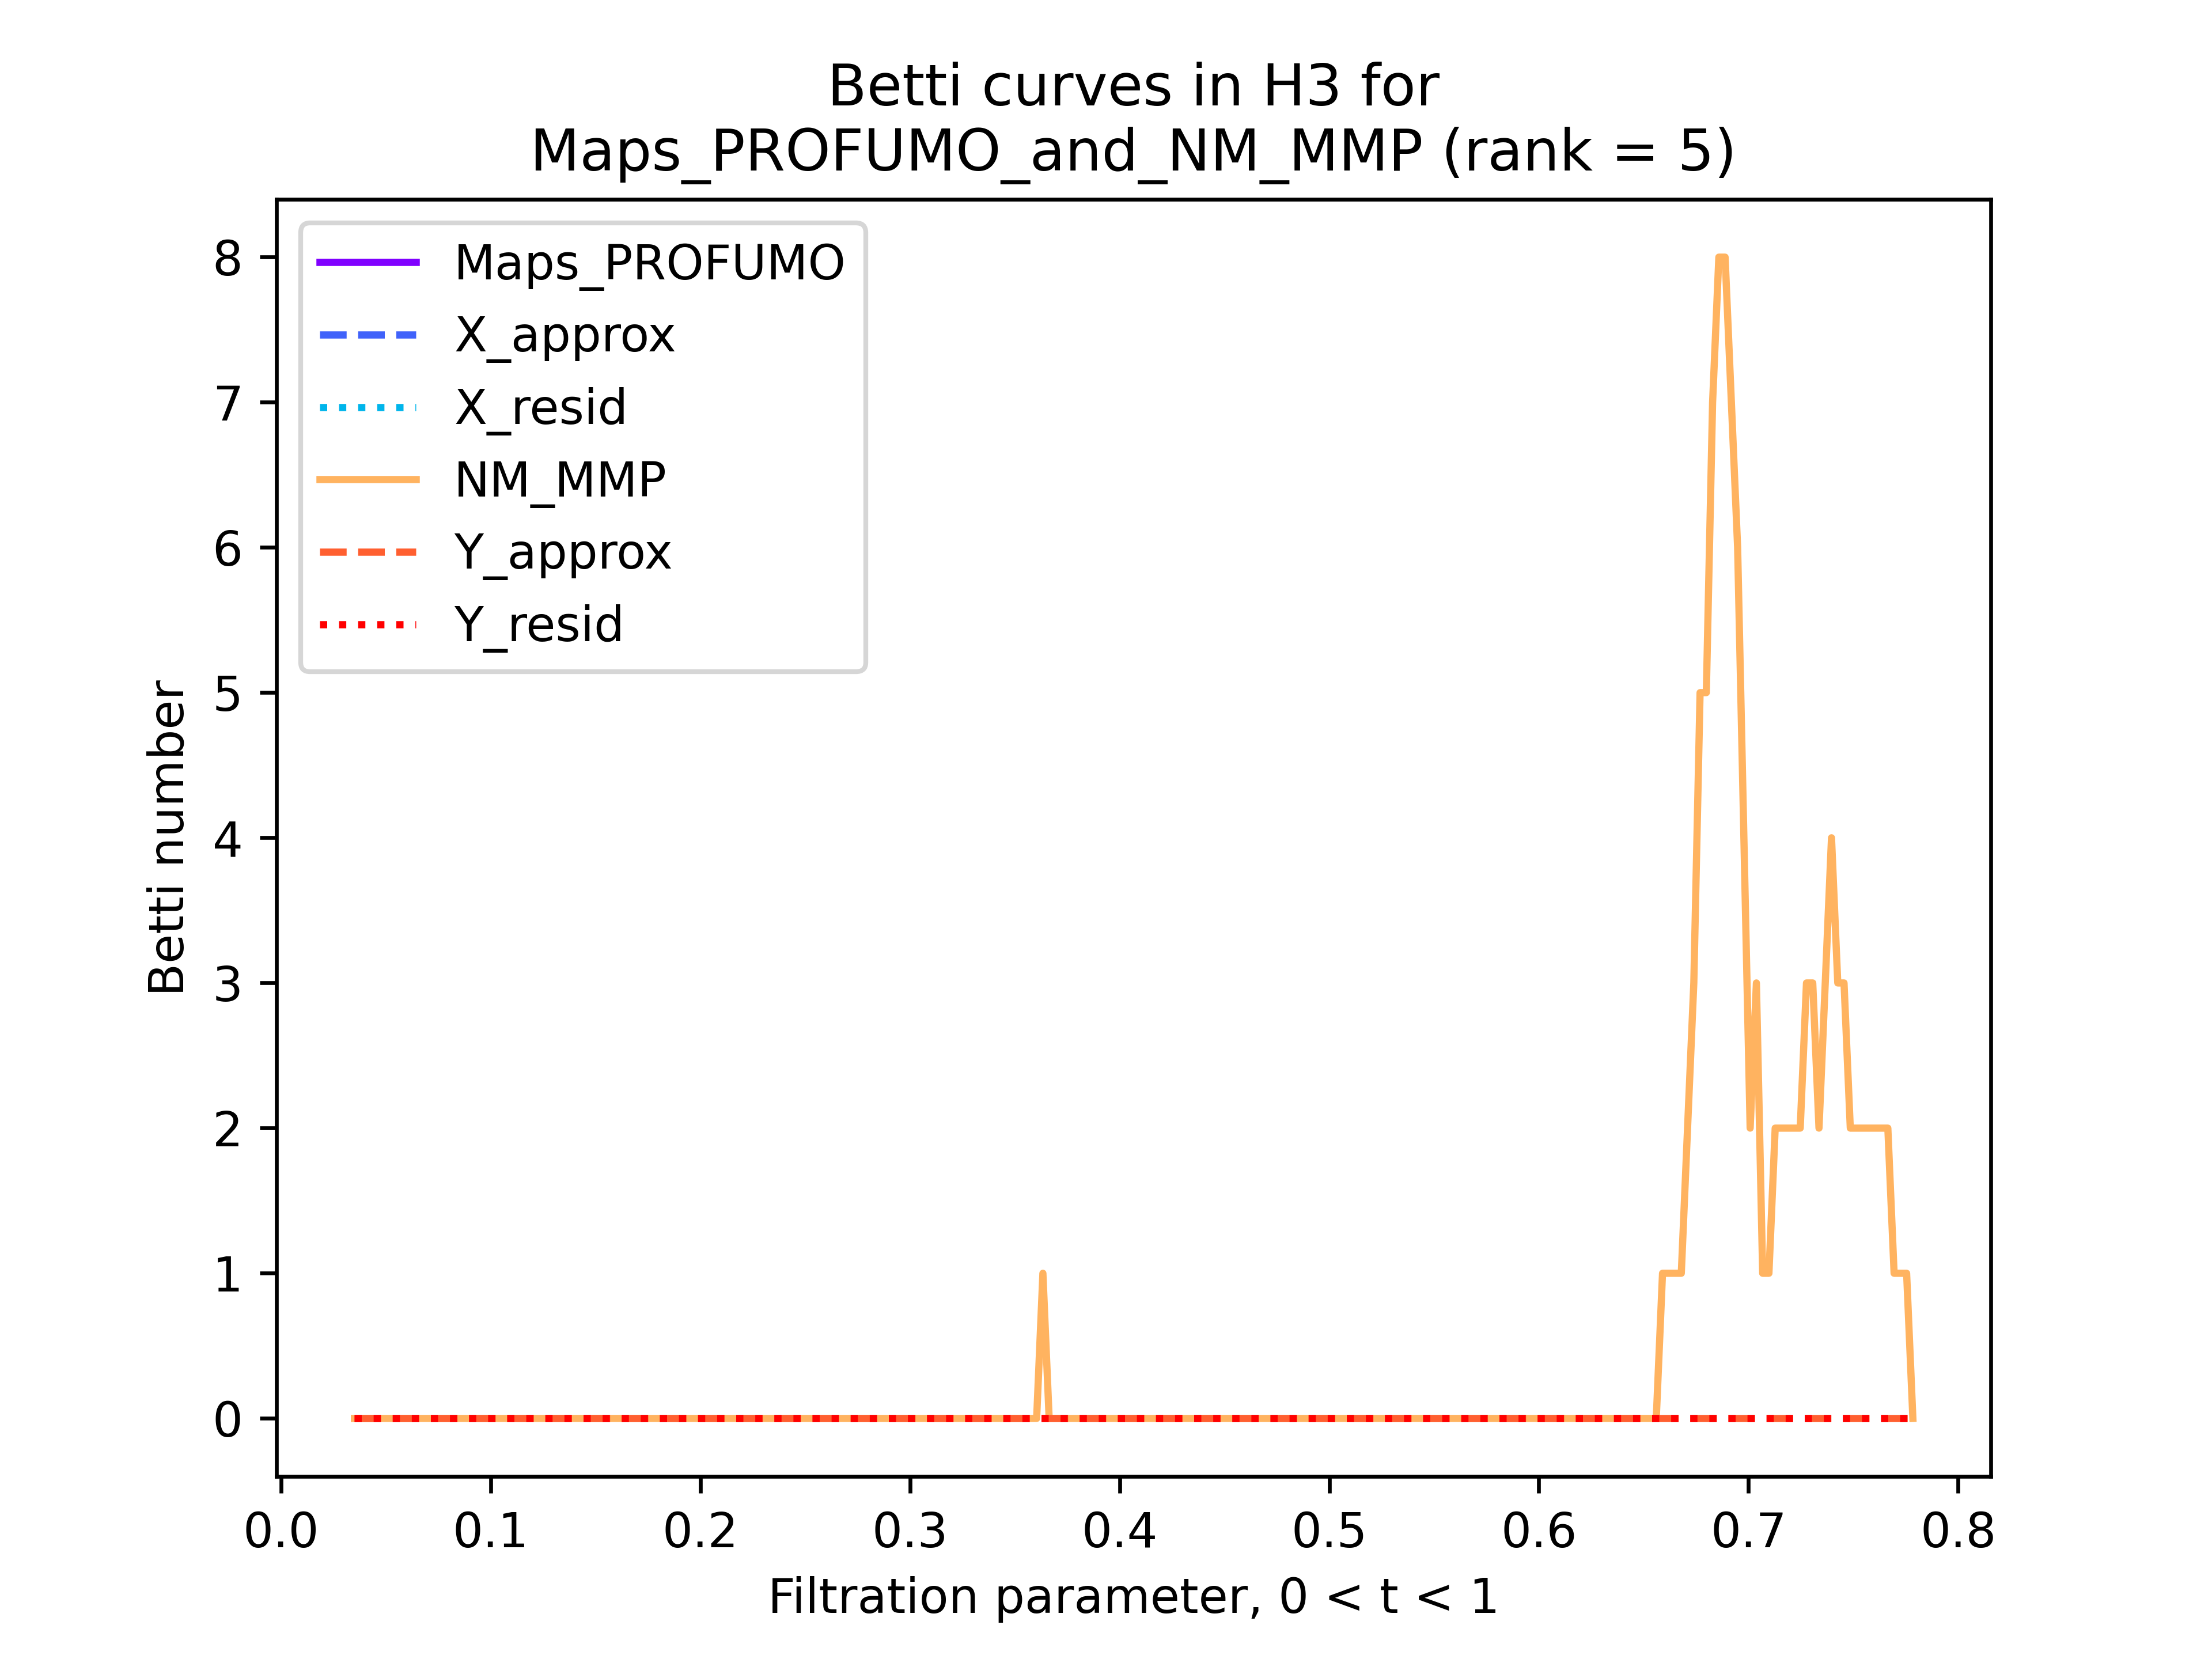 Betti curves in H3 for
Maps_PROFUMO_and_NM_MMP (rank = 5)
Maps_PROFUMO
X_approx
X_resid
NM_MMP
Y_approx
Y_resid
Betti number
8
7
6
5
4
3
2
1
0
0.0 0.1 0.2 0.3 0.4 0.5 0.6 0.7 0.8
Filtration parameter, 0 < t < 1